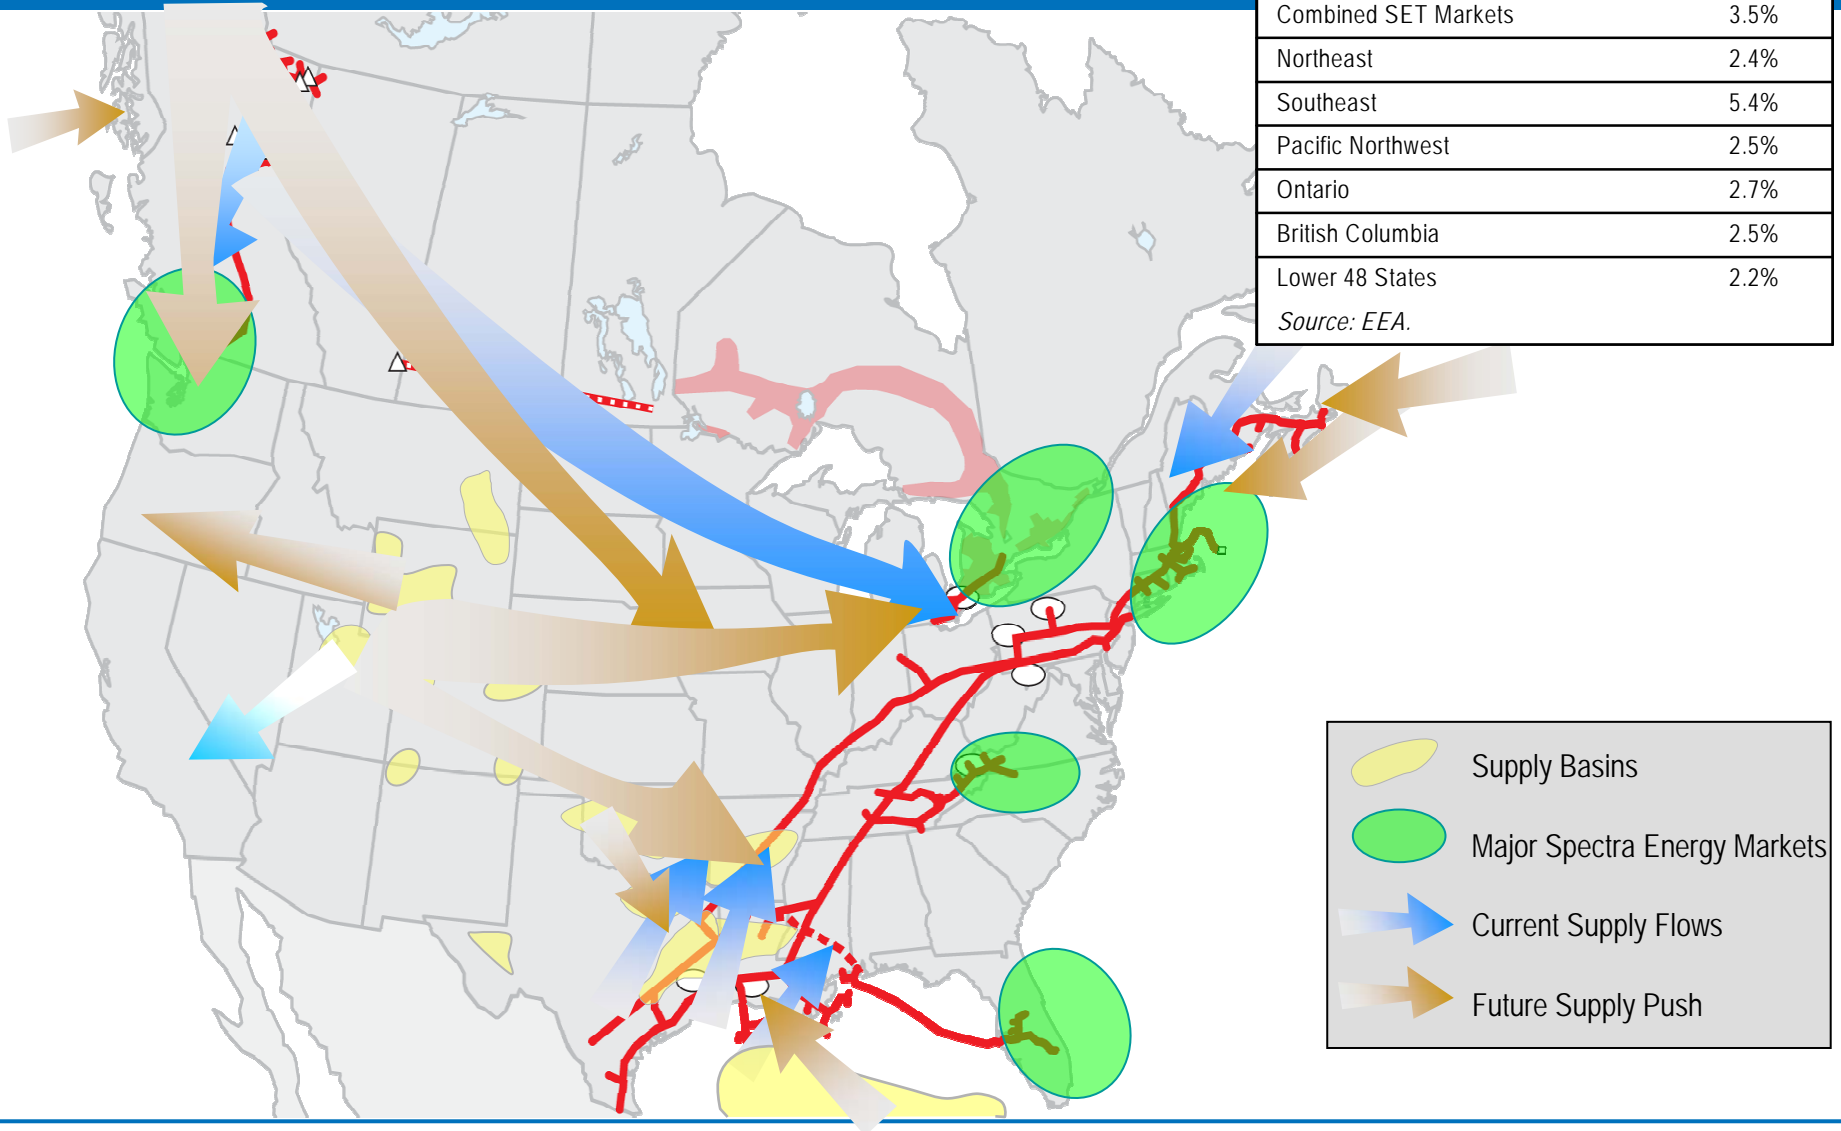 Combined SET Markets 3.5%
Northeast 2.4%
Southeast 5.4%
Pacific Northwest 2.5%
Ontario 2.7%
British Columbia 2.5%
Lower 48 States 2.2%
Source: EEA.
Supply Basins
Major Spectra Energy Markets
Current Supply Flows
Future Supply Push